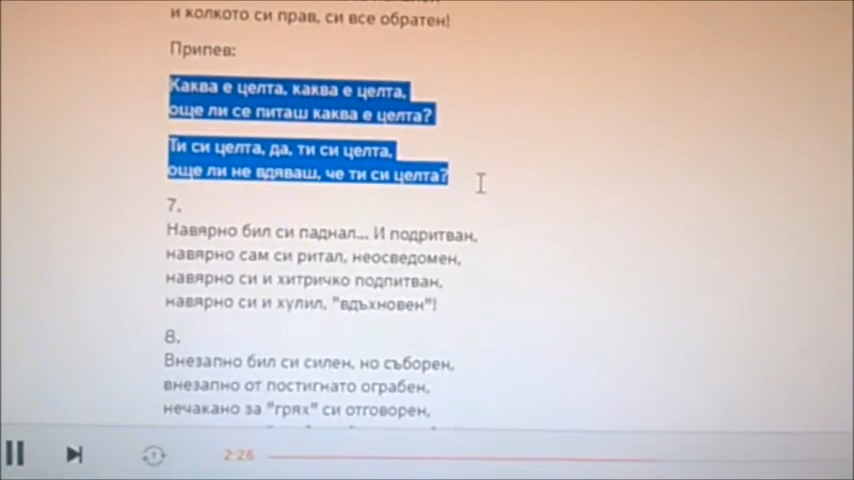 и колкото си прав, си все обратен!
Припев:
Каква е целта, каква е целта,
още ли се питаш каква е целта?
Ти си целта, да, ти си целта,
още ли не вдяваш, че ти си целта?
7.
Навярно бил си паднал... И подритван,
навярно сам си ритал, неосведомен,
навярно си и хитричко подпитван,
навярно си и хулил, "вдъхновен"!
8.
Внезапно бил си силен, но съборен,
внезапно от постигнато ограбен,
нечакано за "грях" си отговорен,
2:26